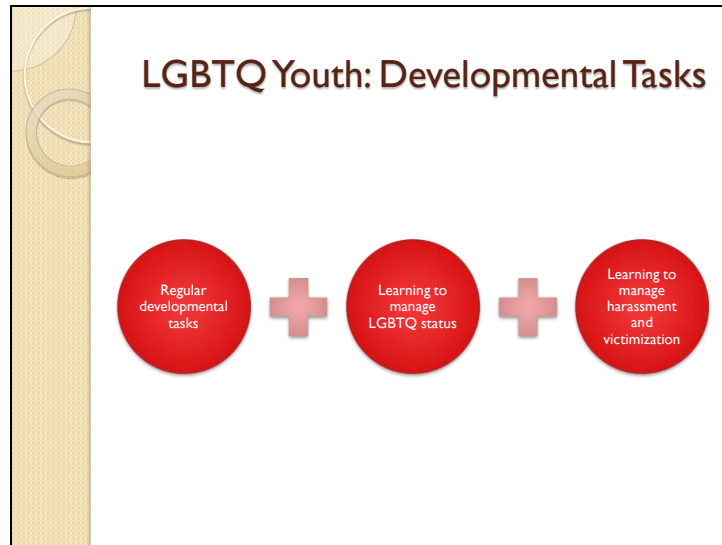 LGBTQ Youth: Developmental Tasks
Regular
developmental
tasks
Learning to
manage
LGBTQ status
Learning to
manage
harassment
and
victimization